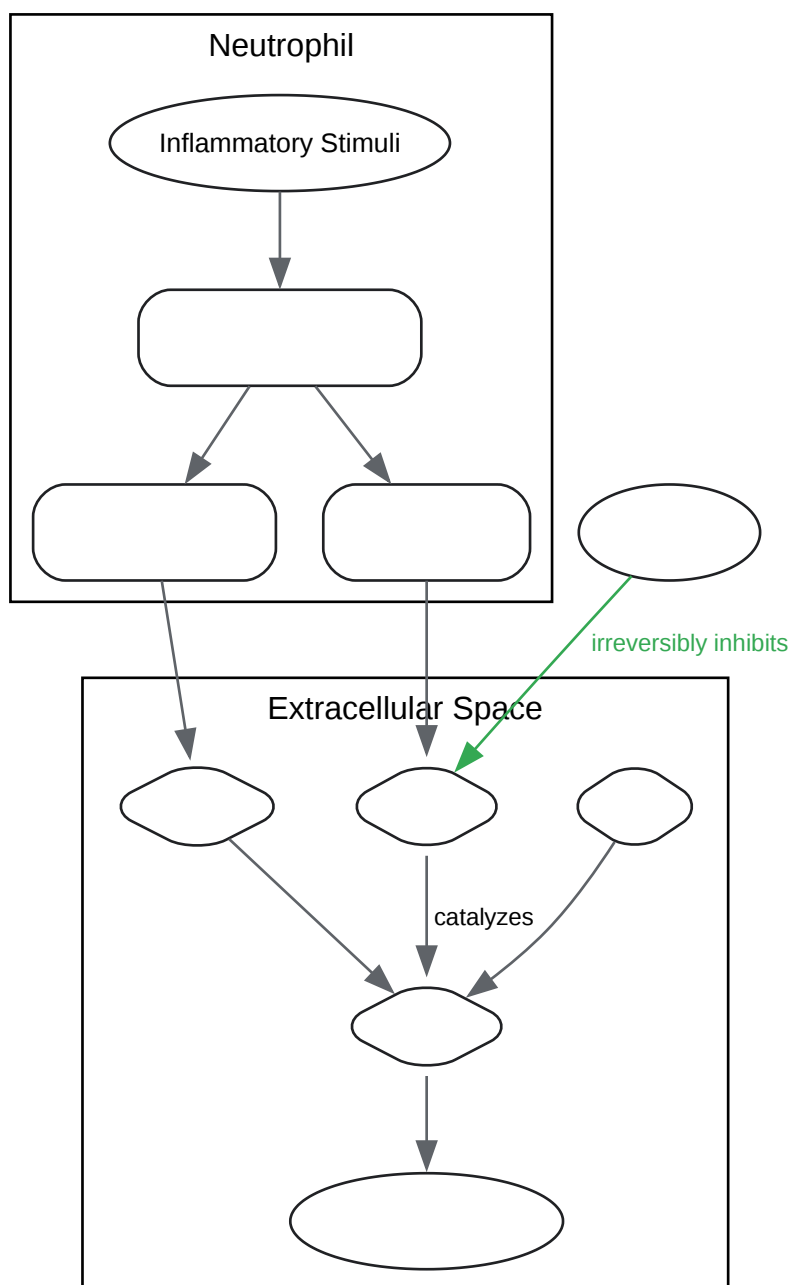 Neutrophil
Inflammatory Stimuli
irreversibly inhibits
Extracellular Space
catalyzes